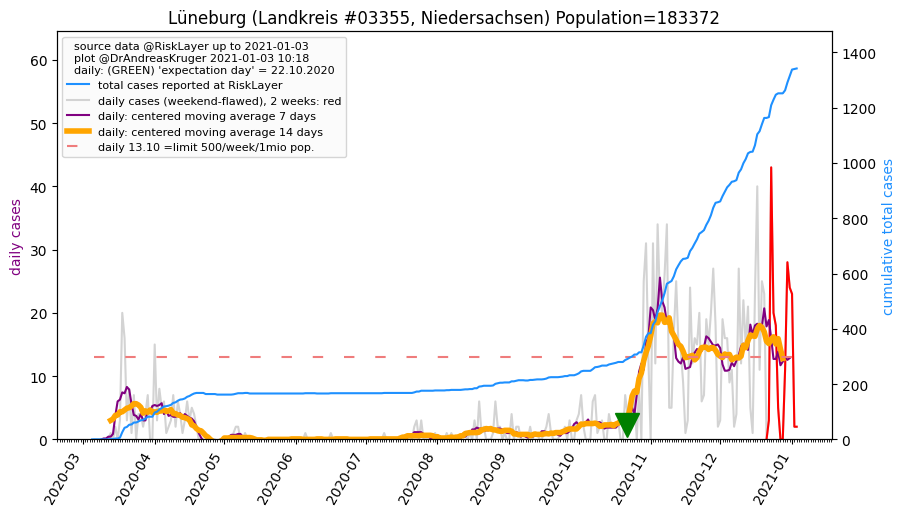 Lüneburg (Landkreis #03355, Niedersachsen) Population=183372
source data @RiskLayer up to 2021-01-03
plot @DrAndreasKruger 2021-01-03 10:18
daily: (GREEN) 'expectation day' = 22.10.2020
total cases reported at RiskLayer
daily cases (weekend-flawed), 2 weeks: red
daily: centered moving average 7 days
daily: centered moving average 14 days
daily 13.10 =limit 500/week/1mio pop.
daily cases
60
50
40
30
20
10
0
cumulative total cases
1400
1200
1000
800
600
400
200
0
2020-03
2020-04
2020-05
2020-06
2020-07
2020-08
2020-09
2020-10
2020-11
2020-12
2021-01